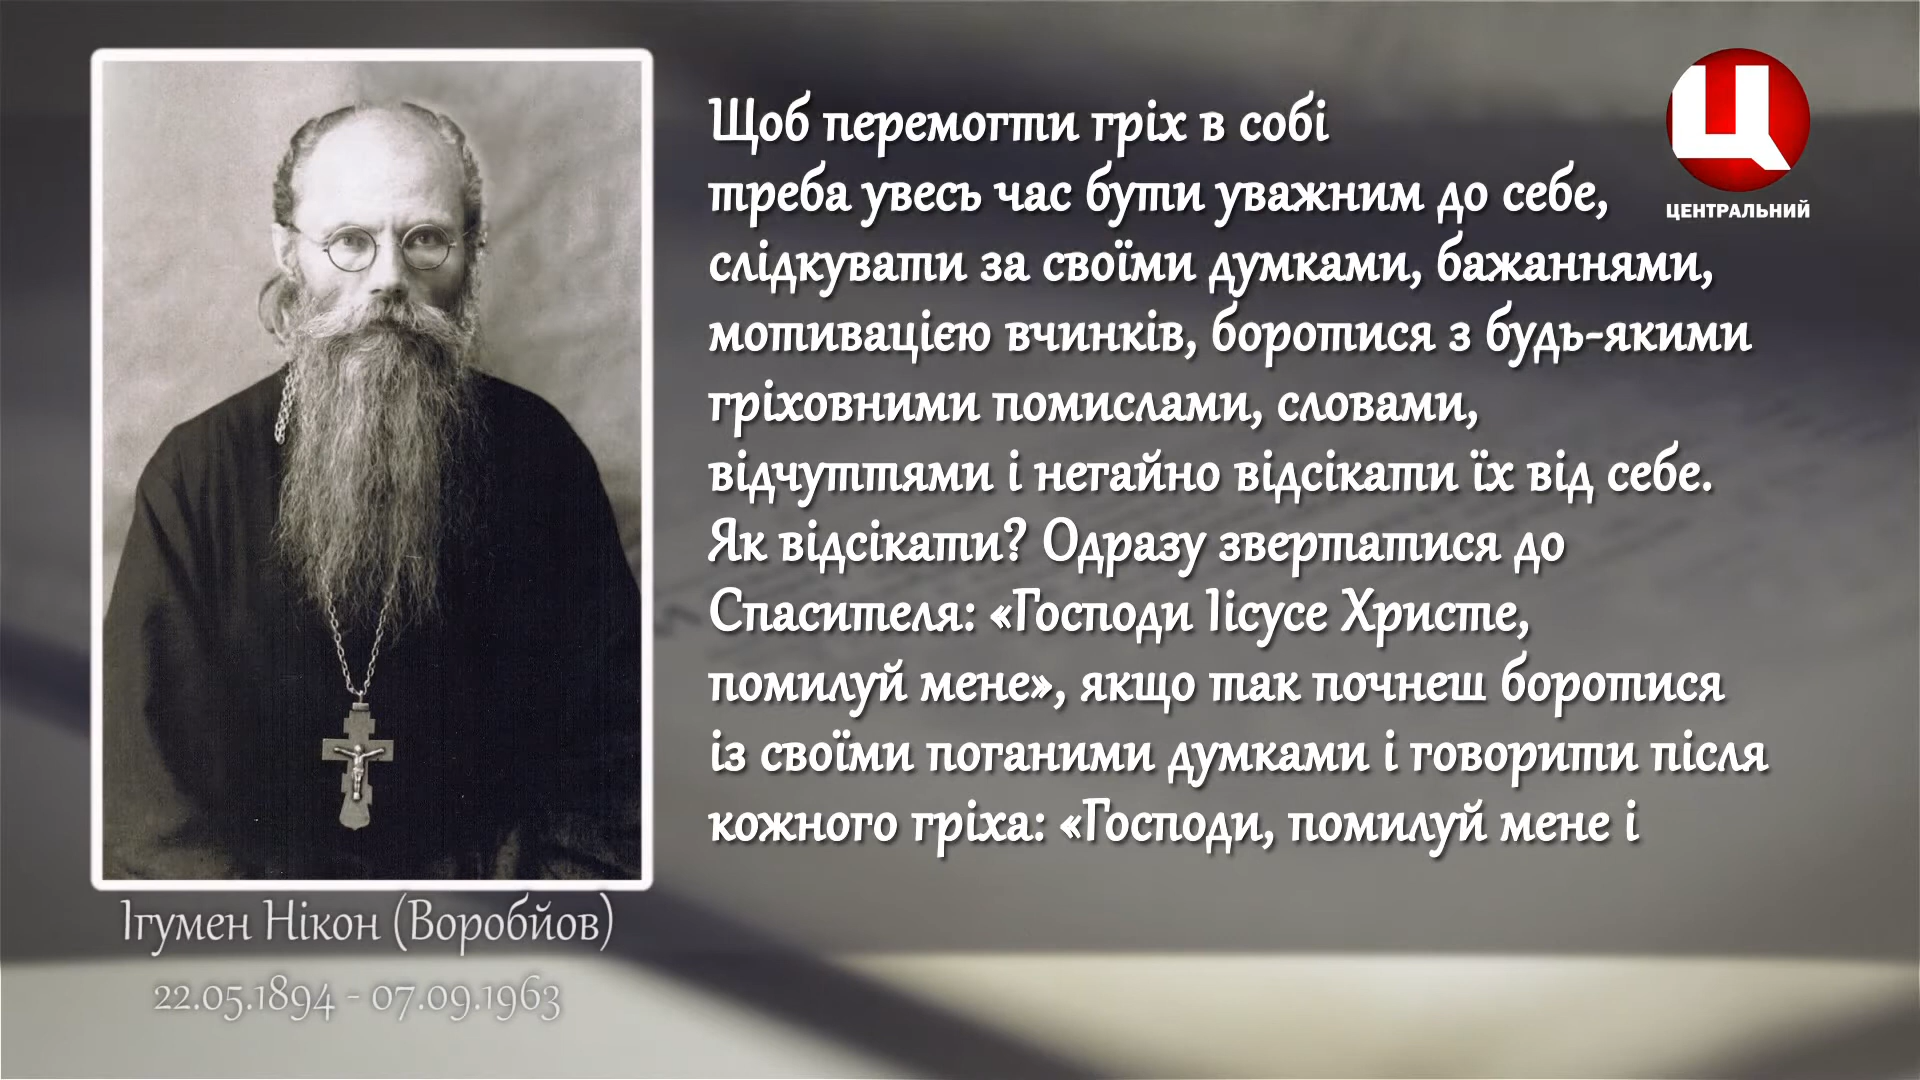 Щоб перемогти гріх в собі
треба увесь час бути уважним до себе,
слідкувати за своїми думками, бажаннями,
мотивацією вчинків, боротися з будь-якими
гріховними помислами, словами,
відчуттями і негайно відсікати їх від себе.
Як відсікати? Одразу звертатися до
Спасителя: «Господи Іісусе Христе,
помилуй мене», якщо так почнеш боротися
із своїми поганими думками і говорити після
кожного гріха: «Господи, помилуй мене і
Ц
ЦЕНТРАЛЬНИЙ
Ігумен Нікон (Воробйов)
22.05.1894 - 07.09.1963